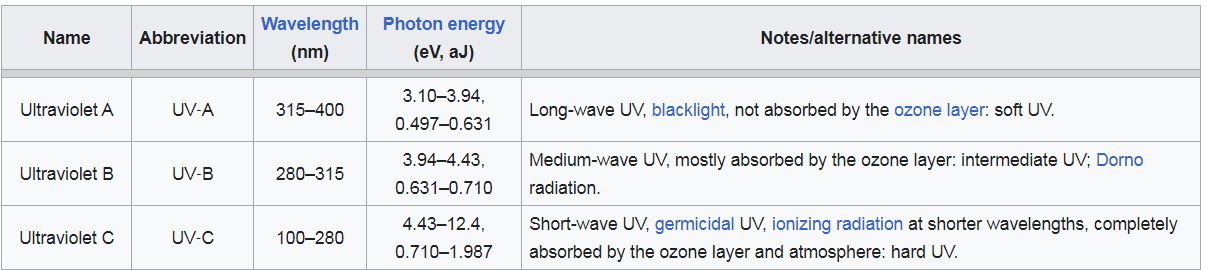 Name Abbreviation Wavelength (nm) Photon energy (eV, aJ) Notes/alternative names
Ultraviolet A UV-A 315–400 3.10–3.94, 0.497–0.631 Long-wave UV, blacklight, not absorbed by the ozone layer: soft UV.
Ultraviolet B UV-B 280–315 3.94–4.43, 0.631–0.710 Medium-wave UV, mostly absorbed by the ozone layer: intermediate UV; Dorno radiation.
Ultraviolet C UV-C 100–280 4.43–12.4, 0.710–1.987 Short-wave UV, germicidal UV, ionizing radiation at shorter wavelengths, completely absorbed by the ozone layer and atmosphere: hard UV.